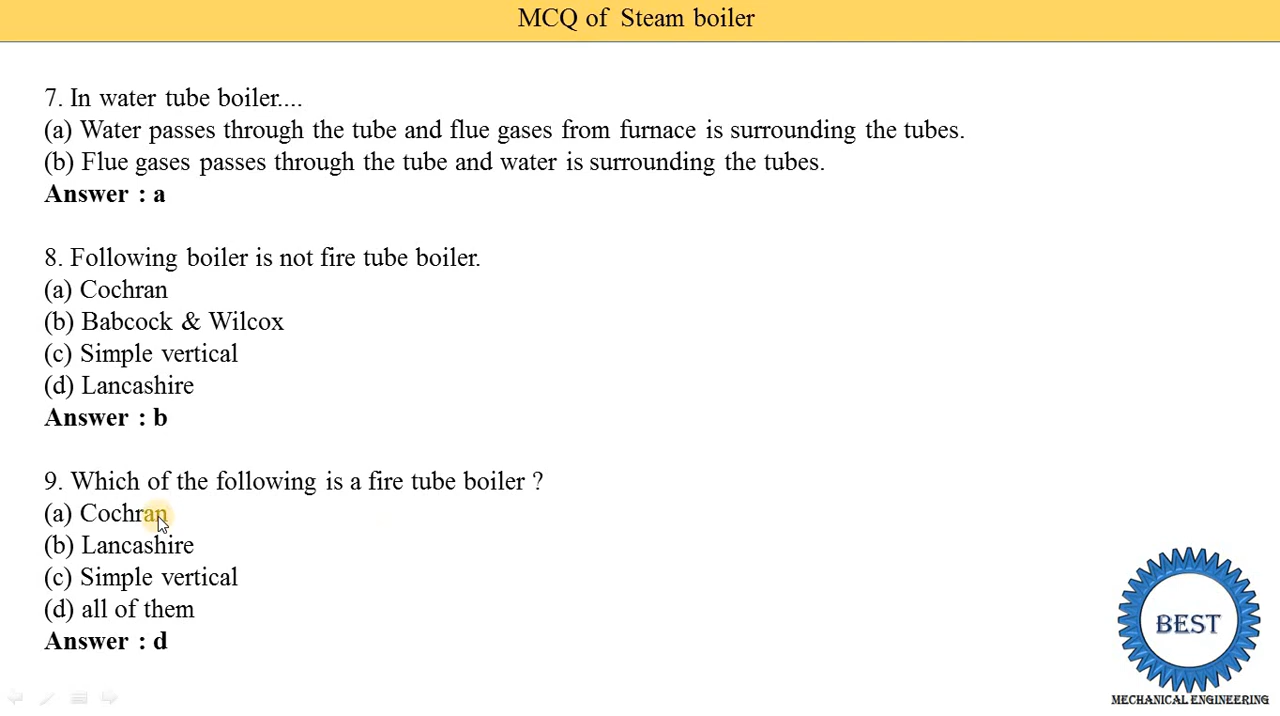 MCQ of Steam boiler
7. In water tube boiler....
(a) Water passes through the tube and flue gases from furnace is surrounding the tubes.
(b) Flue gases passes through the tube and water is surrounding the tubes.
Answer : a
8. Following boiler is not fire tube boiler.
(a) Cochran
(b) Babcock & Wilcox
(c) Simple vertical
(d) Lancashire
Answer : b
9. Which of the following is a fire tube boiler ?
(a) Cochran
(b) Lancashire
(c) Simple vertical
(d) all of them
Answer : d
BEST
MECHANICAL ENGINEERING